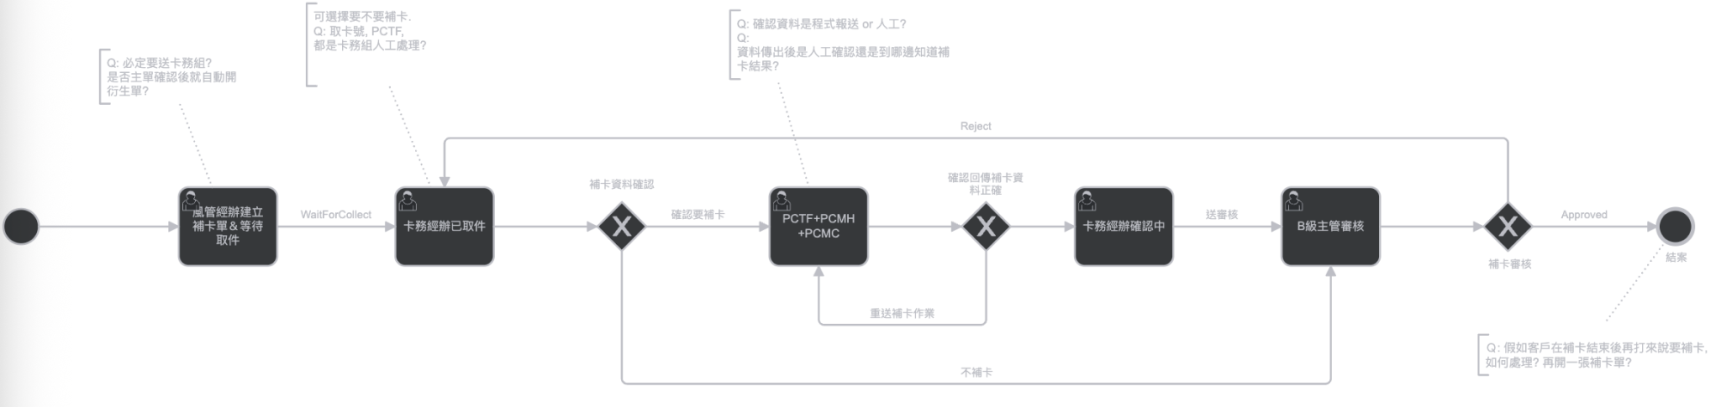 可選擇要不要補卡.
Q: 取卡號, PCTF,
都是卡務組人工處理?
Q: 確認資料是程式報送 or 人工?
Q:
資料傳出後是人工確認還是到哪邊知道補
卡結果?
Q: 必定要送卡務組?
是否主單確認後就自動開
衍生單?
Reject
補卡資料確認
確認回傳補卡資
料正確
風管經辦建立
補卡單&等待
取件
WaitForCollect
卡務經辦已取件
確認要補卡
PCTF+PCMH
+PCMC
卡務經辦確認中
送審核
B級主管審核
Approved
補卡審核
結案
重送補卡作業
不補卡
Q: 假如客戶在補卡結束後再打來說要補卡,
如何處理? 再開一張補卡單?